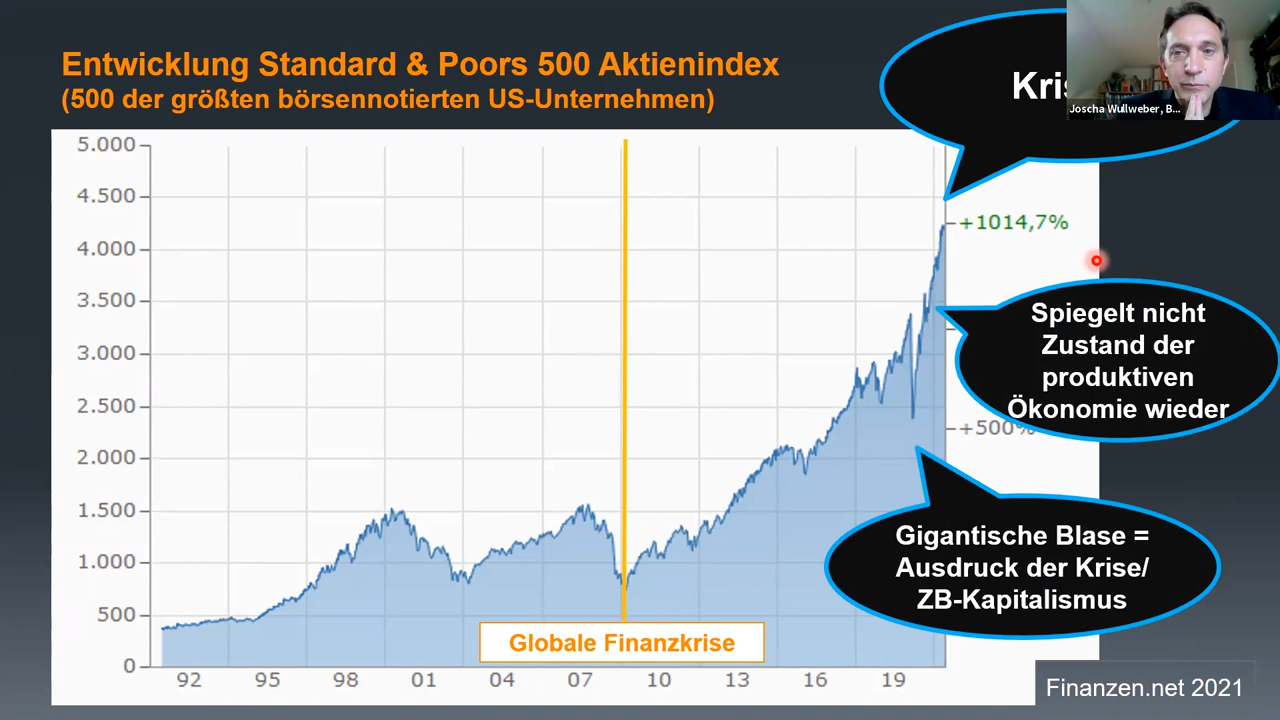 Entwicklung Standard & Poors 500 Aktienindex
(500 der größten börsennotierten US-Unternehmen)
Joscha Wullweber, B...
5.000
4.500
4.000
3.500
3.000
2.500
2.000
1.500
1.000
500
0
+1014,7%
+500%
Spiegelt nicht
Zustand der
produktiven
Ökonomie wieder
Gigantische Blase =
Ausdruck der Krise/
ZB-Kapitalismus
Globale Finanzkrise
92 95 98 01 04 07 10 13 16 19
Finanzen.net 2021